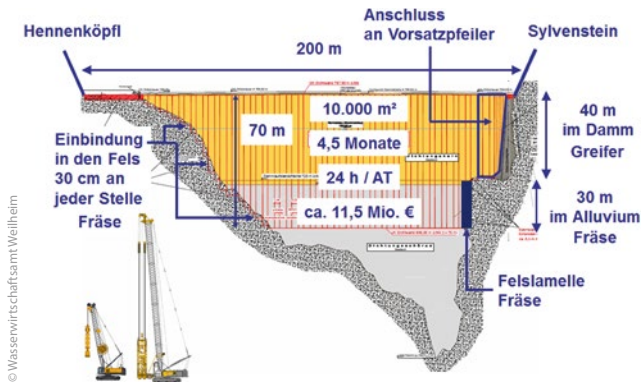 Hennenköpfl
Anschluss
an Vorsatzpfeiler
Sylvenstein
200 m
10.000 m²
70 m
4,5 Monate
24 h / AT
ca. 11,5 Mio. €
40 m
im Damm
Greifer
Einbindung
in den Fels
30 cm an
jeder Stelle
Fräse
30 m
im Alluvium
Fräse
Felslamelle
Fräse
© Wasserwirtschaftsamt Weilheim